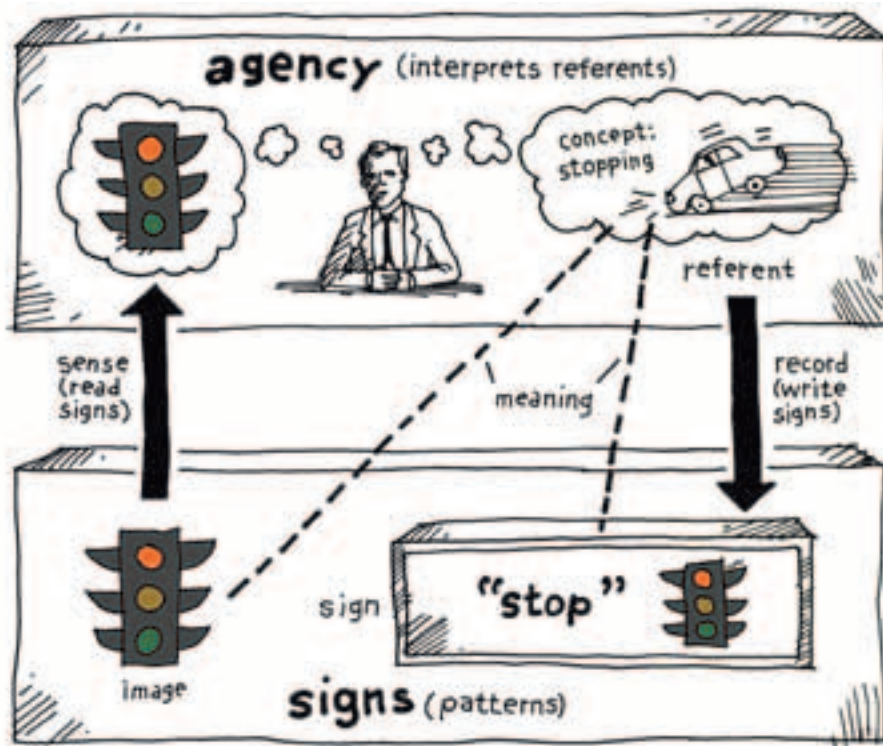 agency (interprets referents)
concept:
stopping
referent
sense
(read
signs)
meaning
record
(write
signs)
sign
"stop"
image
signs (patterns)